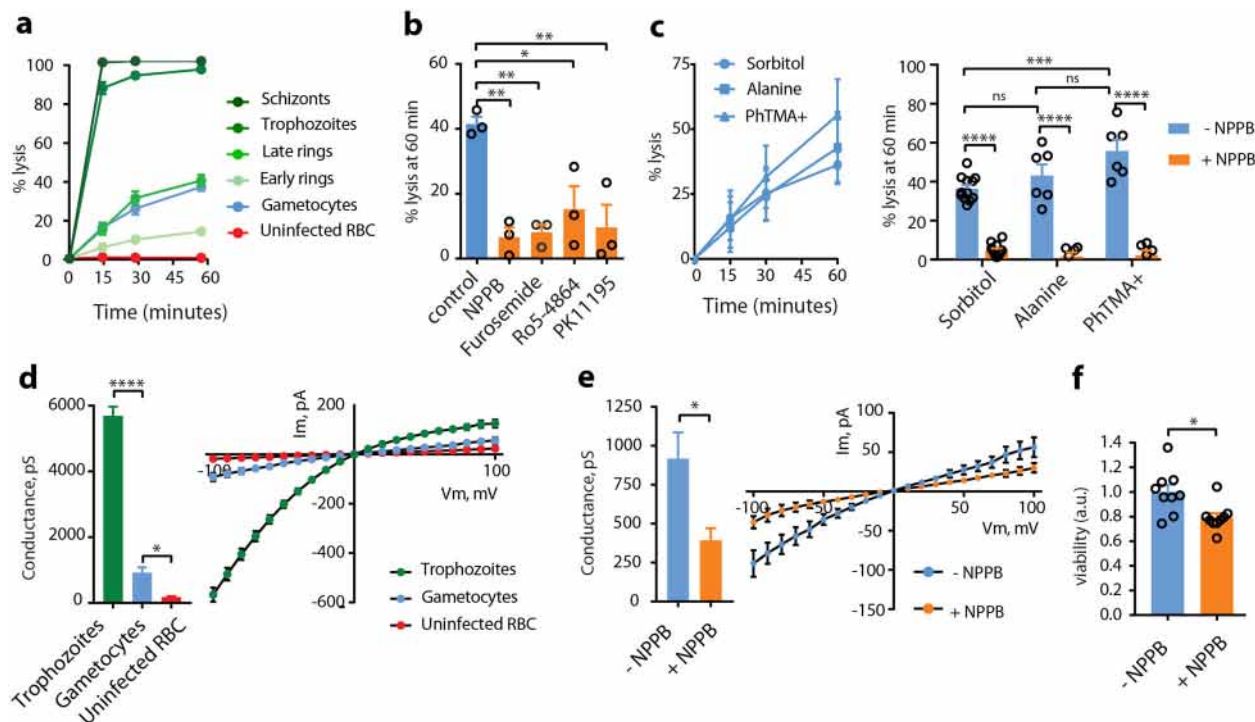 a
100
80
60
40
20
0
% lysis
0 15 30 45 60
Time (minutes)
Schizonts
Trophozoites
Late rings
Early rings
Gametocytes
Uninfected RBC
b
** 
*
**
**
60
40
20
0
% lysis at 60 min
control
NPPB
Furosemide
Ro5-4864
PK11195
c
75
50
25
0
% lysis
0 15 30 45 60
Time (minutes)
Sorbitol
Alanine
PhTMA+
100
80
60
40
20
0
% lysis at 60 min
***
ns
ns
****
****
****
Sorbitol
Alanine
PhTMA+
- NPPB
+ NPPB
d
6000
4000
2000
0
Conductance, pS
****
*
Trophozoites
Gametocytes
Uninfected RBC
Im, pA
200
-100
100
Vm, mV
-200
-400
-600
Trophozoites
Gametocytes
Uninfected RBC
e
1250
1000
750
500
250
0
Conductance, pS
*
- NPPB
+ NPPB
Im, pA
100
50
-100 -50 50 100
Vm, mV
-50
-100
-150
- NPPB
+ NPPB
f
1.4
1.2
1.0
0.8
0.6
0.4
0.2
0.0
viability (a.u.)
*
- NPPB
+ NPPB